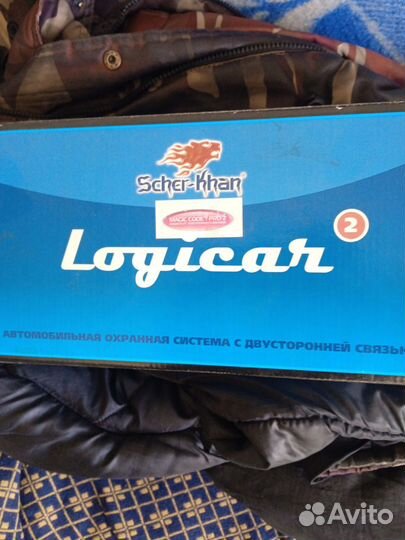 Scher-Khan
MAGIC CODE PRO 2
Logicar 2
АВТОМОБИЛЬНАЯ ОХРАННАЯ СИСТЕМА С ДВУСТОРОННЕЙ СВЯЗЬЮ
Avito